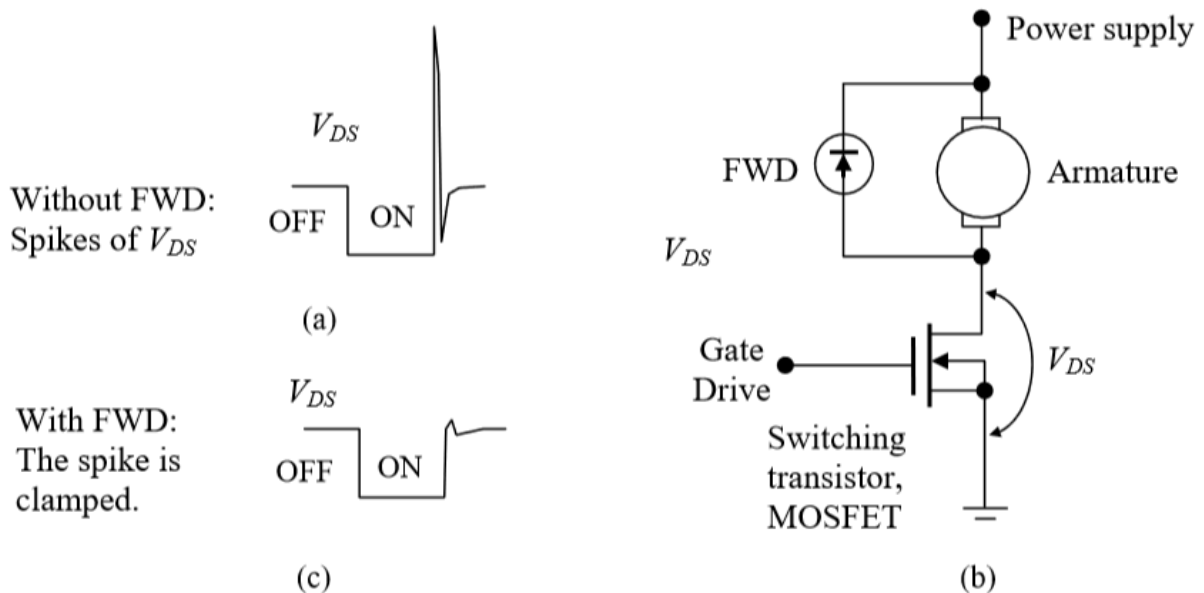 V_DS
Without FWD:
Spikes of V_DS
OFF
ON
(a)
V_DS
With FWD:
The spike is
clamped.
OFF
ON
(c)
Power supply
FWD
Armature
V_DS
Gate
Drive
V_DS
Switching
transistor,
MOSFET
(b)